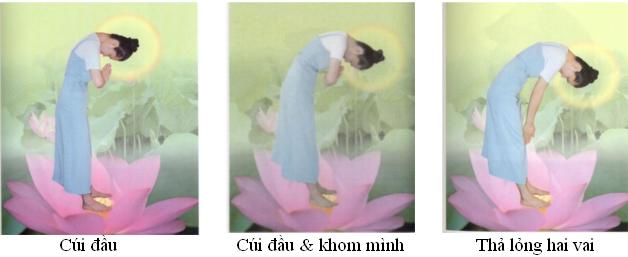 Cúi đầu
Cúi đầu & khom mình
Thả lỏng hai vai